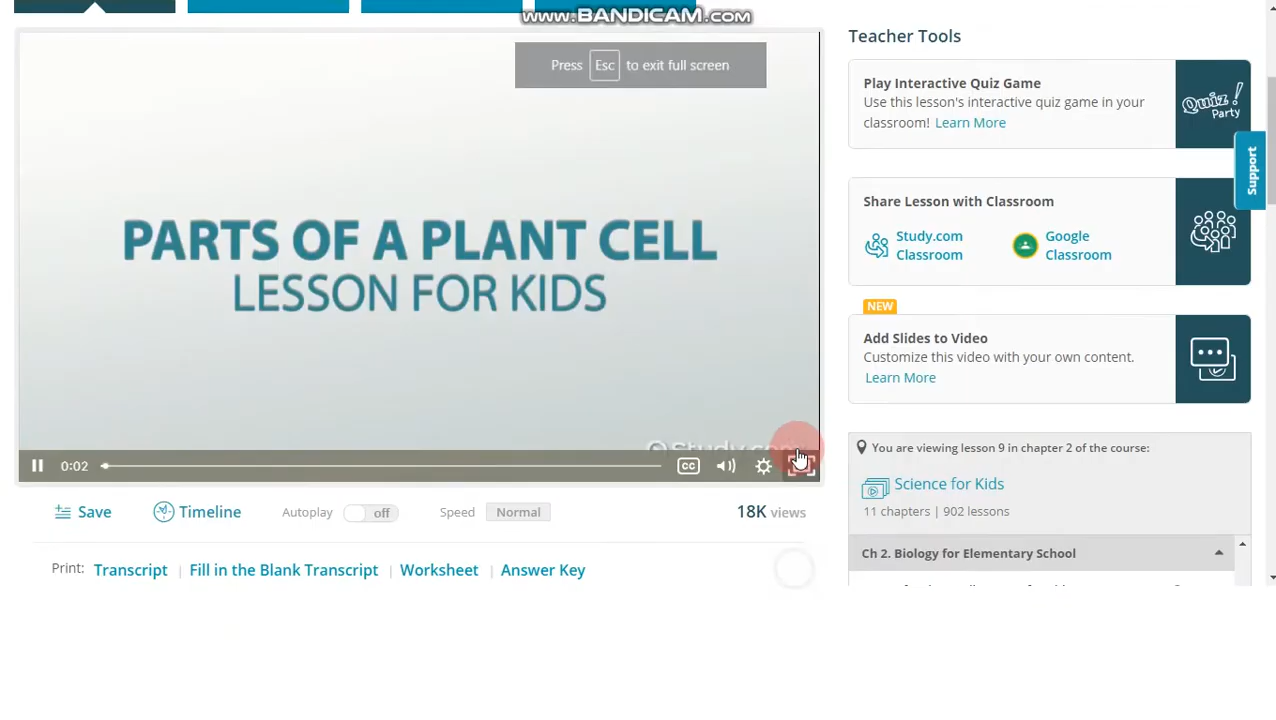 www.BANDICAM.com
Press Esc to exit full screen
PARTS OF A PLANT CELL
LESSON FOR KIDS
Study.com
0:02
CC
Save
Timeline
Autoplay off
Speed Normal
18K views
Print: Transcript | Fill in the Blank Transcript | Worksheet | Answer Key
Teacher Tools
Play Interactive Quiz Game
Use this lesson's interactive quiz game in your
classroom! Learn More
Quiz!
Party
Support
Share Lesson with Classroom
Study.com
Classroom
Google
Classroom
NEW
Add Slides to Video
Customize this video with your own content.
Learn More
You are viewing lesson 9 in chapter 2 of the course:
Science for Kids
11 chapters | 902 lessons
Ch 2. Biology for Elementary School